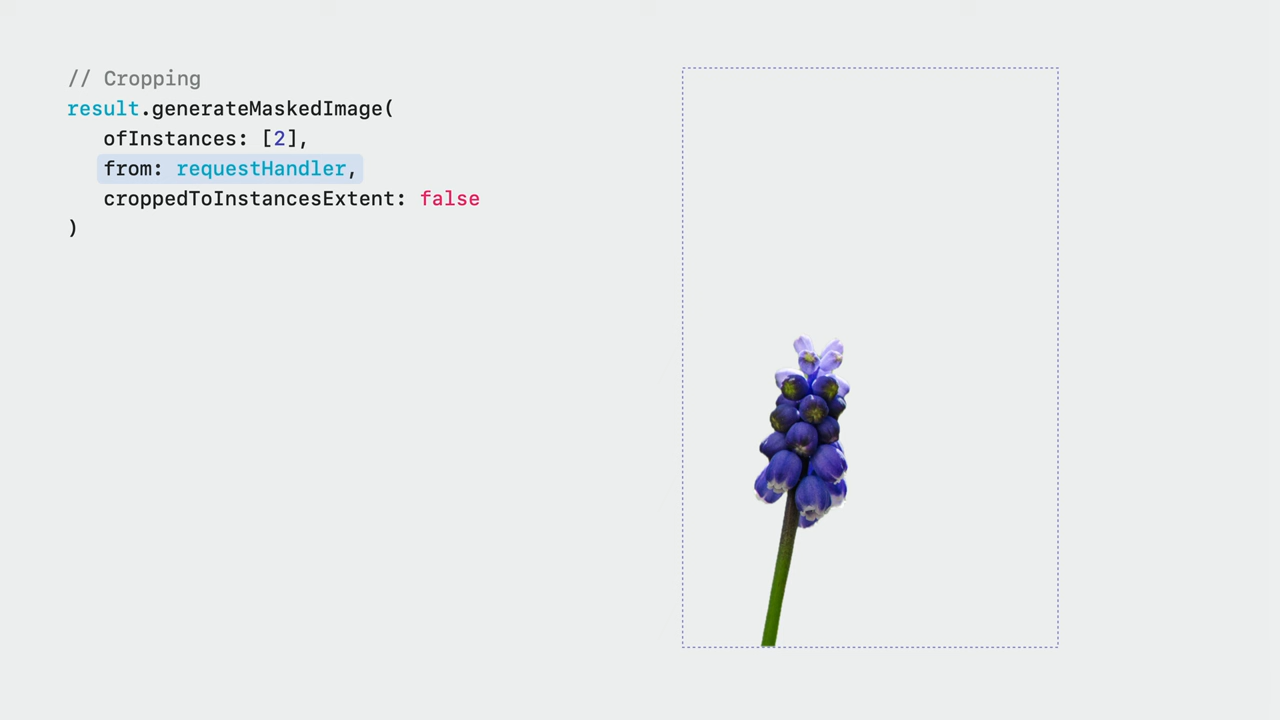 // Cropping
result.generateMaskedImage(
ofInstances: [2],
from: requestHandler,
croppedToInstancesExtent: false
)